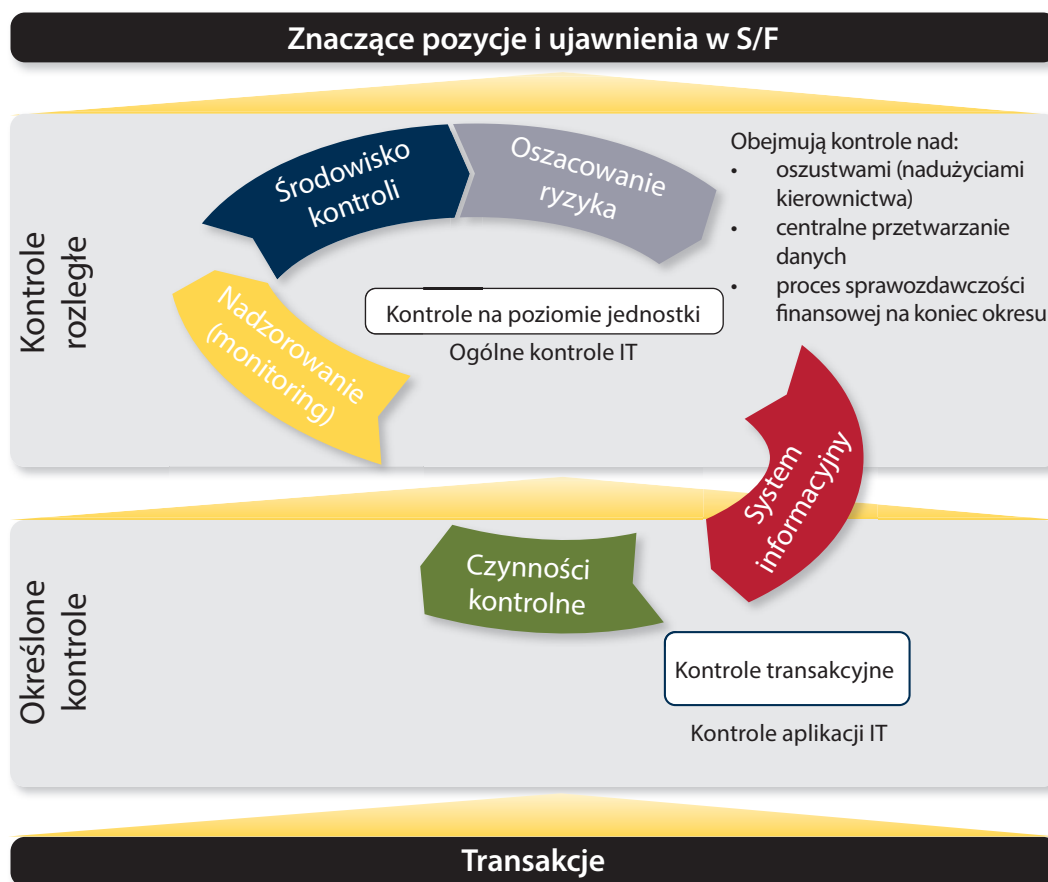 Znaczące pozycje i ujawnienia w S/F
Kontrole
rozległe
Środowisko
kontroli
Oszacowanie
ryzyka
Obejmują kontrole nad:
• oszustwami (nadużyciami
kierownictwa)
• centralne przetwarzanie
danych
• proces sprawozdawczości
finansowej na koniec okresu
Nadzorowanie
(monitoring)
Kontrole na poziomie jednostki
Ogólne kontrole IT
System
informacyjny
Określone
kontrole
Czynności
kontrolne
Kontrole transakcyjne
Kontrole aplikacji IT
Transakcje